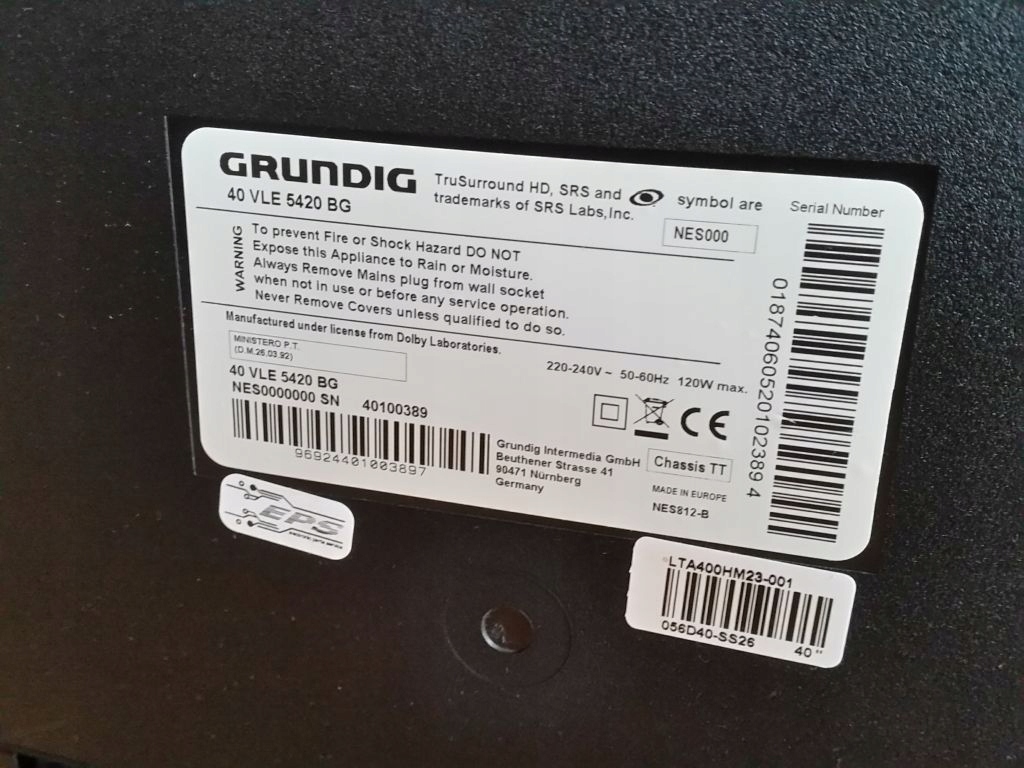 GRUNDIG
40 VLE 5420 BG
TruSurround HD, SRS and symbol are
trademarks of SRS Labs,Inc.
NES000
Serial Number
0187406052010238​9 4
WARNING
To prevent Fire or Shock Hazard DO NOT
Expose this Appliance to Rain or Moisture.
Always Remove Mains plug from wall socket
when not in use or before any service operation.
Never Remove Covers unless qualified to do so.
Manufactured under license from Dolby Laboratories.
MINISTERO P.T.
(D.M.26.03.92)
220-240V ~ 50-60Hz 120W max.
40 VLE 5420 BG
NES0000000 SN 40100389
96924401003897
CE
Grundig Intermedia GmbH
Beuthener Strasse 41
90471 Nürnberg
Germany
Chassis TT
MADE IN EUROPE
NES812-B
EPS
electronic parts service
LTA400HM23-001
056D40-SS26
40"